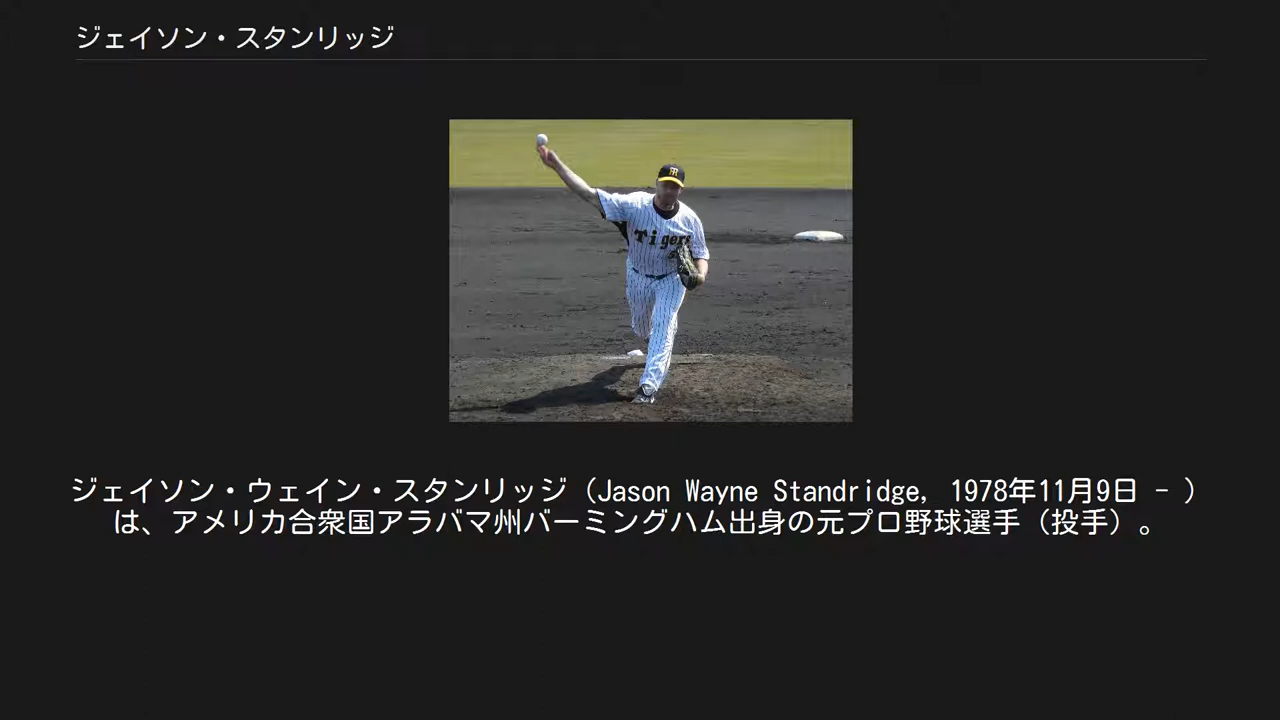 ジェイソン・スタンリッジ
Tigers
ジェイソン・ウェイン・スタンリッジ（Jason Wayne Standridge, 1978年11月9日 - ）
は、アメリカ合衆国アラバマ州バーミングハム出身の元プロ野球選手（投手）。